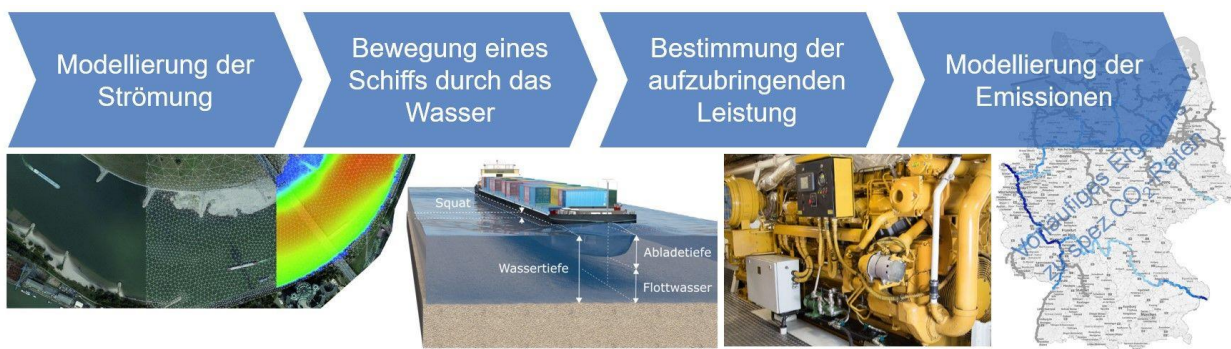 Modellierung der
Strömung
Bewegung eines
Schiffs durch das
Wasser
Bestimmung der
aufzubringenden
Leistung
Modellierung der
Emissionen
Squat
Wassertiefe
Abladetiefe
Flottwasser
Vorläufiges Ergebnis
zu spez CO2-Raten